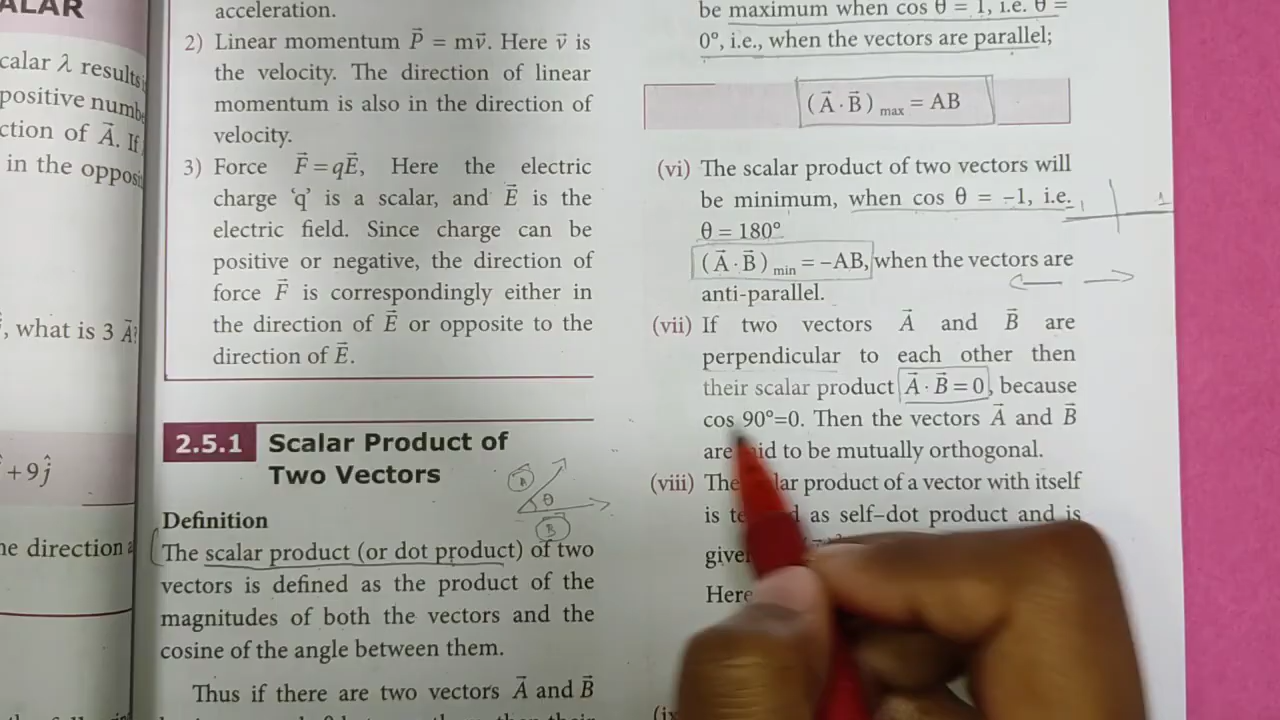 ALAR
calar λ results
positive numb
ction of A⃗. If
in the opposi
, what is 3 A⃗?
+ 9ĵ
he direction
acceleration.
2) Linear momentum P⃗ = mv⃗. Here v⃗ is
the velocity. The direction of linear
momentum is also in the direction of
velocity.
3) Force F⃗ = qE⃗, Here the electric
charge ‘q’ is a scalar, and E⃗ is the
electric field. Since charge can be
positive or negative, the direction of
force F⃗ is correspondingly either in
the direction of E⃗ or opposite to the
direction of E⃗.
2.5.1 Scalar Product of
Two Vectors
A
θ
B
Definition
The scalar product (or dot product) of two
vectors is defined as the product of the
magnitudes of both the vectors and the
cosine of the angle between them.
Thus if there are two vectors A⃗ and B⃗
be maximum when cos θ = 1, i.e. θ =
0°, i.e., when the vectors are parallel;
(A⃗ · B⃗) max = AB
(vi) The scalar product of two vectors will
be minimum, when cos θ = −1, i.e.
-1 1
θ = 180°
(A⃗ · B⃗) min = −AB, when the vectors are
anti-parallel.
(vii) If two vectors A⃗ and B⃗ are
perpendicular to each other then
their scalar product A⃗ · B⃗ = 0, because
cos 90°=0. Then the vectors A⃗ and B⃗
are said to be mutually orthogonal.
(viii) The scalar product of a vector with itself
is as self–dot product and is
Here
(ix